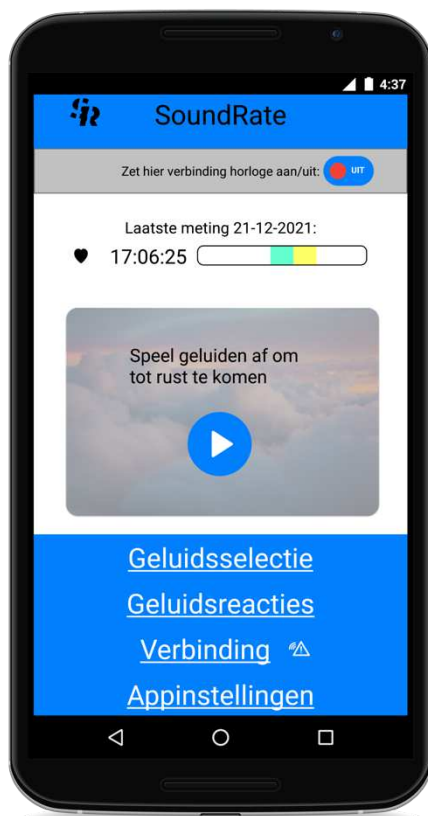 4:37
SR SoundRate
Zet hier verbinding horloge aan/uit: UIT
Laatste meting 21-12-2021:
17:06:25
Speel geluiden af om
tot rust te komen
Geluidsselectie
Geluidsreacties
Verbinding
Appinstellingen